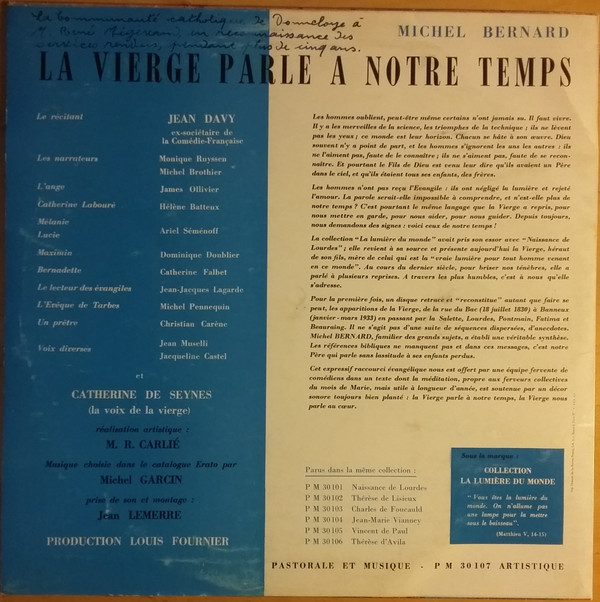 la Communauté catholique de
à
M. René
en reconnaissance des
services rendus pendant plus de cinq ans.
MICHEL BERNARD
LA VIERGE PARLE A NOTRE TEMPS
Le récitant JEAN DAVY
ex-sociétaire de
la Comédie-Française
Les narrateurs Monique Ruyssen
Michel Brothier
L'ange James Ollivier
Catherine Labouré Hélène Batteux
Mélanie
Lucie Ariel Séménoff
Maximin Dominique Doublier
Bernadette Catherine Falbet
Le lecteur des évangiles Jean-Jacques Lagarde
L'Evêque de Tarbes Michel Pennequin
Un prêtre Christian Carène
Voix diverses Jean Muselli
Jacqueline Castel
et
CATHERINE DE SEYNES
(la voix de la vierge)
réalisation artistique :
M. R. CARLIÉ
Musique choisie dans le catalogue Erato par
Michel GARCIN
prise de son et montage :
Jean LEMERRE
PRODUCTION LOUIS FOURNIER
Les hommes oublient, peut-être même certains n'ont jamais su. Il faut vivre.
Il y a les merveilles de la science, les triomphes de la technique ; ils ne lèvent
pas les yeux ; ce monde est leur horizon. Chacun se hâte à son œuvre. Dieu
souvent n'y a point de part, et les hommes s'ignorent les uns les autres : ils
ne l'aiment pas, faute de le connaître ; ils ne s'aiment pas, faute de se recon-
naître. Et pourtant le Fils de Dieu est venu leur dire qu'ils avaient un Père
dans le ciel, et qu'ils étaient tous ses enfants, des frères.
Les hommes n'ont pas reçu l'Evangile : ils ont négligé la lumière et rejeté
l'amour. La parole serait-elle impossible à comprendre, et n'est-elle plus de
notre temps ? C'est pourtant le même langage que la Vierge a repris, pour
nous mettre en garde, pour nous aider, pour nous guider. Depuis toujours,
nous demandons des signes : voici ceux de notre temps !
La collection "La lumière du monde" avait pris son essor avec "Naissance de
Lourdes" ; elle revient à sa source et présente aujourd'hui la Vierge, héraut
de son fils, mère de celui qui est la "vraie lumière pour tout homme venant
en ce monde". Au cours du dernier siècle, pour briser nos ténèbres, elle a
parlé à plusieurs reprises. A travers les plus humbles, c'est à nous qu'elle
s'adresse.
Pour la première fois, un disque retrace et "reconstitue" autant que faire se
peut, les apparitions de la Vierge, de la rue du Bac (18 juillet 1830) à Banneux
(janvier-mars 1933) en passant par la Salette, Lourdes, Pontmain, Fatima et
Beauraing. Il ne s'agit pas d'une suite de séquences dispersées, d'anecdotes.
Michel BERNARD, familier des grands sujets, a établi une véritable synthèse.
Les références bibliques ne manquent pas et dans ces messages, c'est notre
Père qui parle sans lassitude à ses enfants perdus.
Cet expressif raccourci évangélique nous est offert par une équipe fervente de
comédiens dans un texte dont la méditation, propre aux ferveurs collectives
du mois de Marie, mais utile à longueur d'année, est soutenue par un décor
sonore toujours bien planté : la Vierge parle à notre temps, la Vierge nous
parle au cœur.
Parus dans la même collection :
P M 30101 Naissance de Lourdes
P M 30102 Thérèse de Lisieux
P M 30103 Charles de Foucauld
P M 30104 Jean-Marie Vianney
P M 30105 Vincent de Paul
P M 30106 Thérèse d'Avila
Sous la marque :
COLLECTION
LA LUMIÈRE DU MONDE
"Vous êtes la lumière du
monde. On n'allume pas
une lampe pour la mettre
sous le boisseau".
(Matthieu V, 14-15)
PASTORALE ET MUSIQUE - P M 30107 ARTISTIQUE